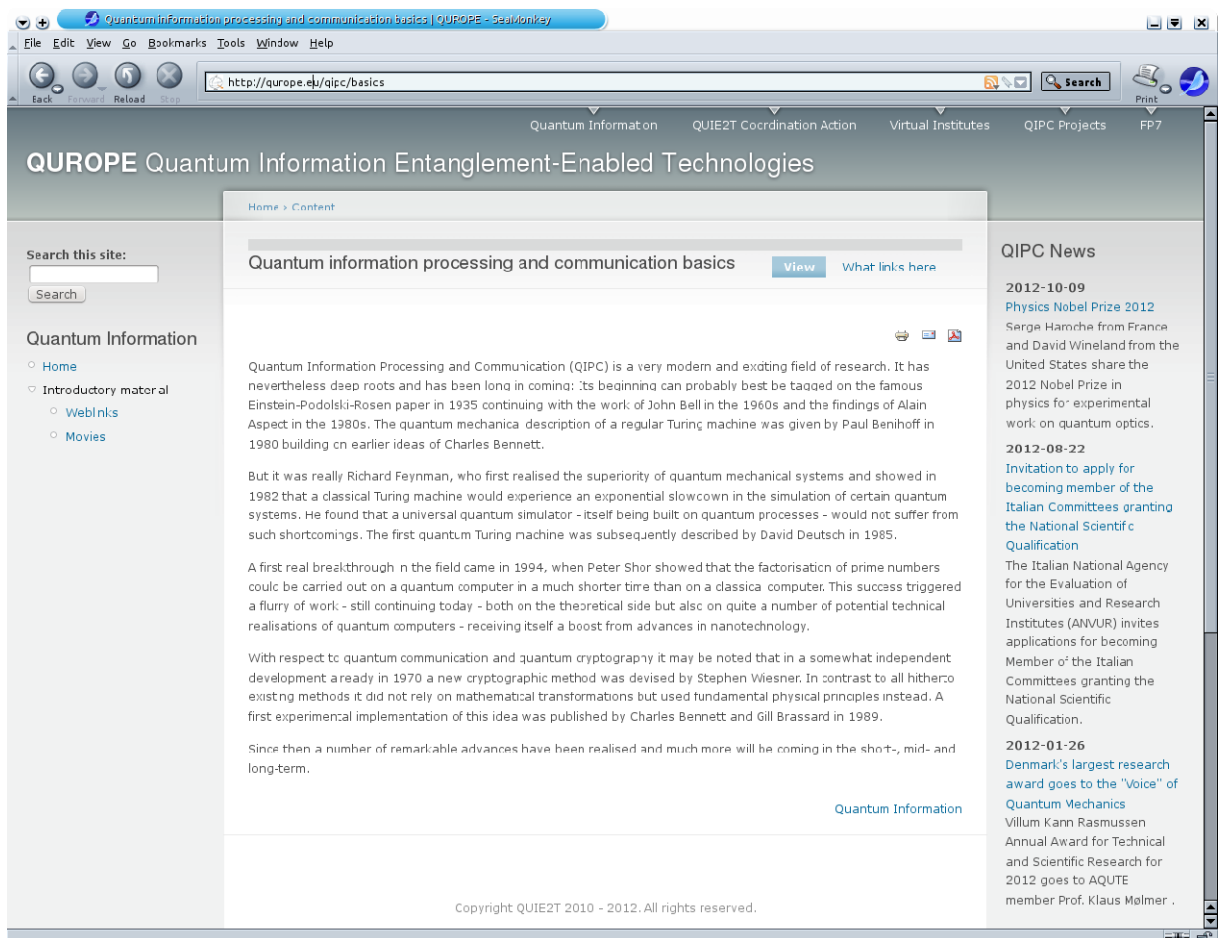 Quantum information processing and communication basics | QUROPE - SeaMonkey
File Edit View Go Bookmarks Tools Window Help
Back Forward Reload Stop
http://qurope.eu/qipc/basics
Search
Print
Quantum Information QUIE2T Coordination Action Virtual Institutes QIPC Projects FP7
QUROPE Quantum Information Entanglement-Enabled Technologies
Home › Content
Search this site:
Search
Quantum Information
Home
Introductory material
Weblinks
Movies
Quantum information processing and communication basics
View What links here
Quantum Information Processing and Communication (QIPC) is a very modern and exciting field of research. It has
nevertheless deep roots and has been long in coming: Its beginning can probably best be tagged on the famous
Einstein-Podolski-Rosen paper in 1935 continuing with the work of John Bell in the 1960s and the findings of Alain
Aspect in the 1980s. The quantum mechanical description of a regular Turing machine was given by Paul Benihoff in
1980 building on earlier ideas of Charles Bennett.
But it was really Richard Feynman, who first realised the superiority of quantum mechanical systems and showed in
1982 that a classical Turing machine would experience an exponential slowdown in the simulation of certain quantum
systems. He found that a universal quantum simulator - itself being built on quantum processes - would not suffer from
such shortcomings. The first quantum Turing machine was subsequently described by David Deutsch in 1985.
A first real breakthrough in the field came in 1994, when Peter Shor showed that the factorisation of prime numbers
could be carried out on a quantum computer in a much shorter time than on a classical computer. This success triggered
a flurry of work - still continuing today - both on the theoretical side but also on quite a number of potential technical
realisations of quantum computers - receiving itself a boost from advances in nanotechnology.
With respect to quantum communication and quantum cryptography it may be noted that in a somewhat independent
development already in 1970 a new cryptographic method was devised by Stephen Wiesner. In contrast to all hitherto
existing methods it did not rely on mathematical transformations but used fundamental physical principles instead. A
first experimental implementation of this idea was published by Charles Bennett and Gill Brassard in 1989.
Since then a number of remarkable advances have been realised and much more will be coming in the short-, mid- and
long-term.
Quantum Information
Copyright QUIE2T 2010 - 2012. All rights reserved.
QIPC News
2012-10-09
Physics Nobel Prize 2012
Serge Haroche from France
and David Wineland from the
United States share the
2012 Nobel Prize in
physics for experimental
work on quantum optics.
2012-08-22
Invitation to apply for
becoming member of the
Italian Committees granting
the National Scientific
Qualification
The Italian National Agency
for the Evaluation of
Universities and Research
Institutes (ANVUR) invites
applications for becoming
Member of the Italian
Committees granting the
National Scientific
Qualification.
2012-01-26
Denmark's largest research
award goes to the "Voice" of
Quantum Mechanics
Villum Kann Rasmussen
Annual Award for Technical
and Scientific Research for
2012 goes to AQUTE
member Prof. Klaus Mølmer .